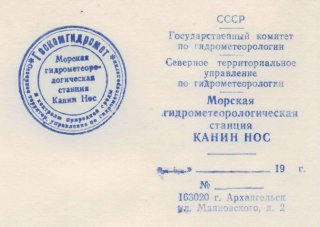 Госкомгидромет
Морская
гидрометеоро-
логическая
станция
Канин Нос
СССР
Государственный комитет
по гидрометеорологии
Северное территориальное
управление
по гидрометеорологии
Морская
гидрометеорологическая
станция
КАНИН НОС
19 г.
№
163020 г. Архангельск
ул. Маяковского, д. 2